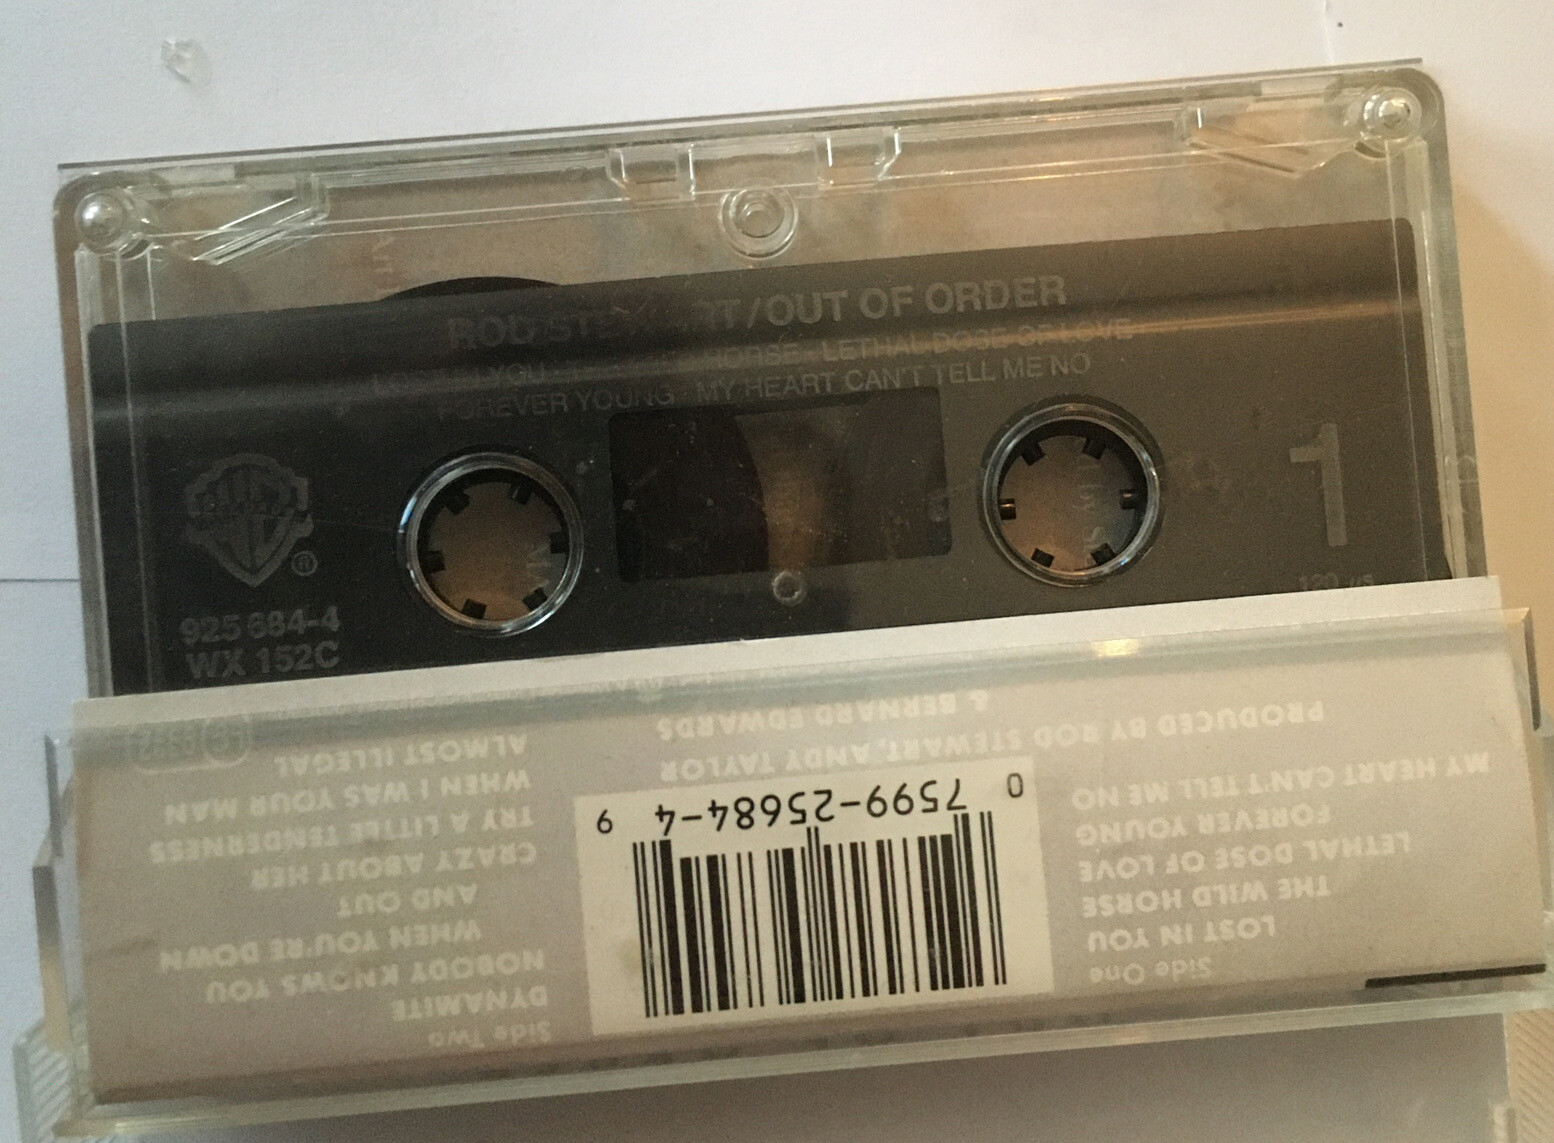 ROD STEWART/OUT OF ORDER
LOST IN YOU · HORSE · LETHAL DOSE OF LOVE
FOREVER YOUNG · MY HEART CAN'T TELL ME NO
1
925 684-4
WX 152C
Side One
LOST IN YOU
THE WILD HORSE
LETHAL DOSE OF LOVE
FOREVER YOUNG
MY HEART CAN'T TELL ME NO
0 7599-25684-4 9
PRODUCED BY ROD STEWART, ANDY TAYLOR
& BERNARD EDWARDS
Side Two
DYNAMITE
NOBODY KNOWS YOU
WHEN YOU'RE DOWN
AND OUT
CRAZY ABOUT HER
TRY A LITTLE TENDERNESS
WHEN I WAS YOUR MAN
ALMOST ILLEGAL